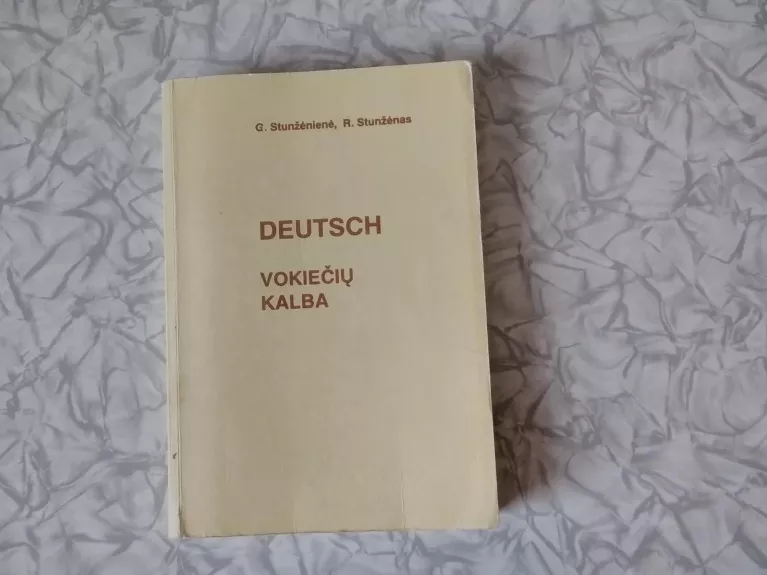 G. Stunžėnienė, R. Stunžėnas
DEUTSCH
VOKIEČIŲ
KALBA